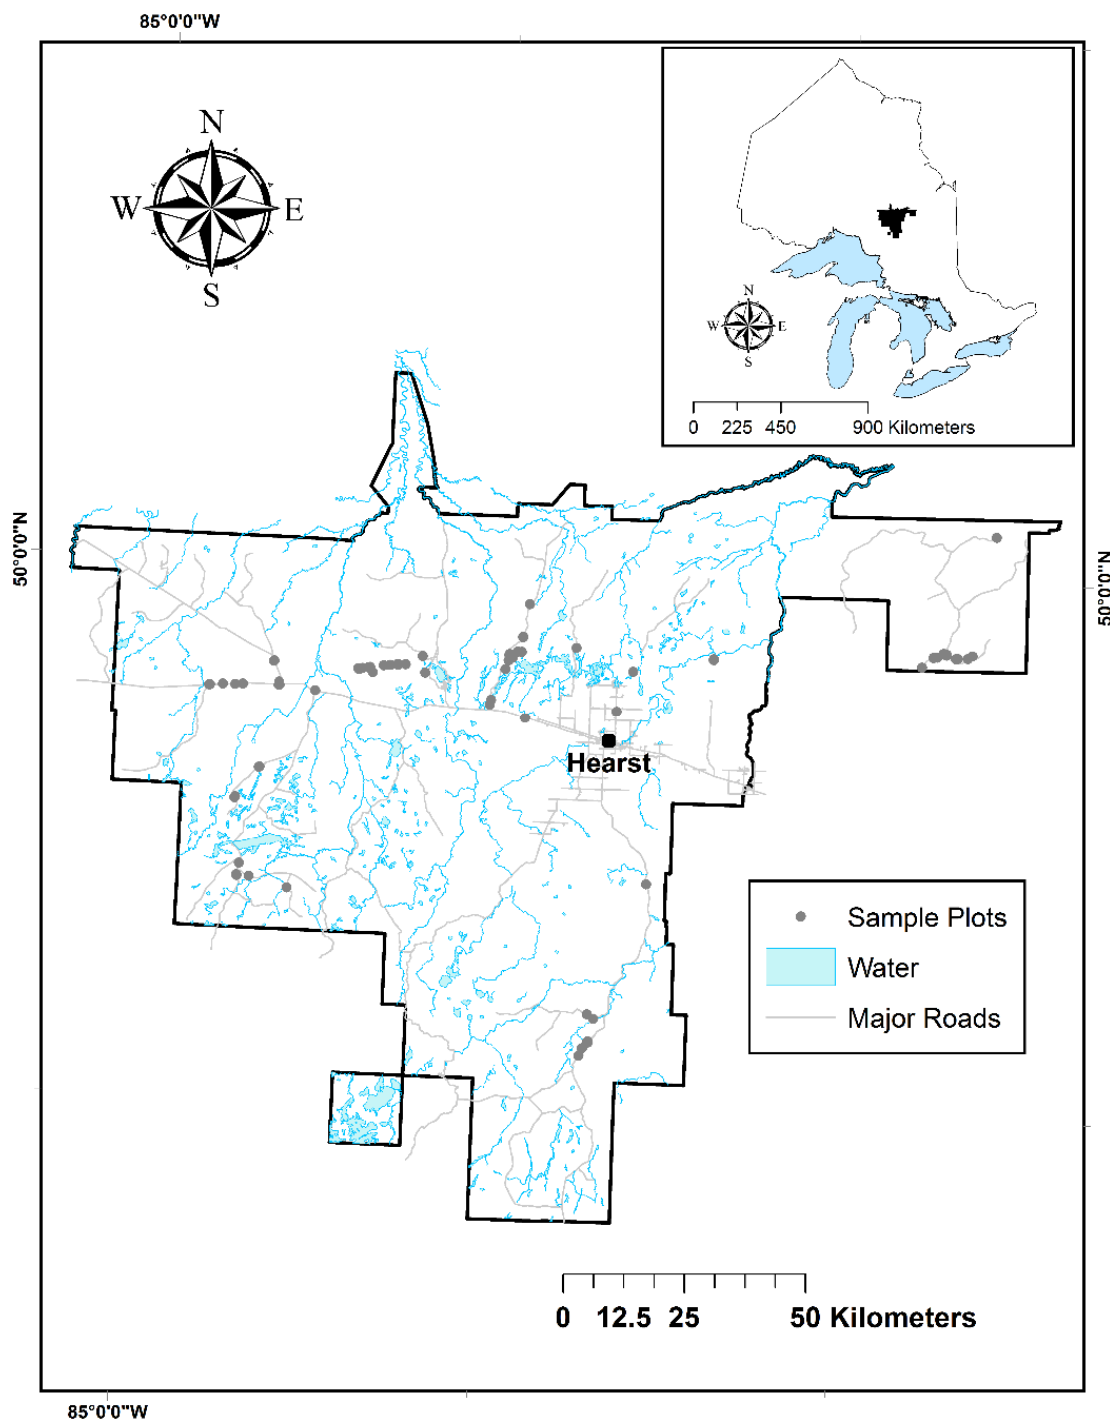 85°0'0"W
N
W E
S
N
W E
S
0 225 450 900 Kilometers
50°0'0"N
50°0'0"N
Hearst
Sample Plots
Water
Major Roads
0 12.5 25 50 Kilometers
85°0'0"W